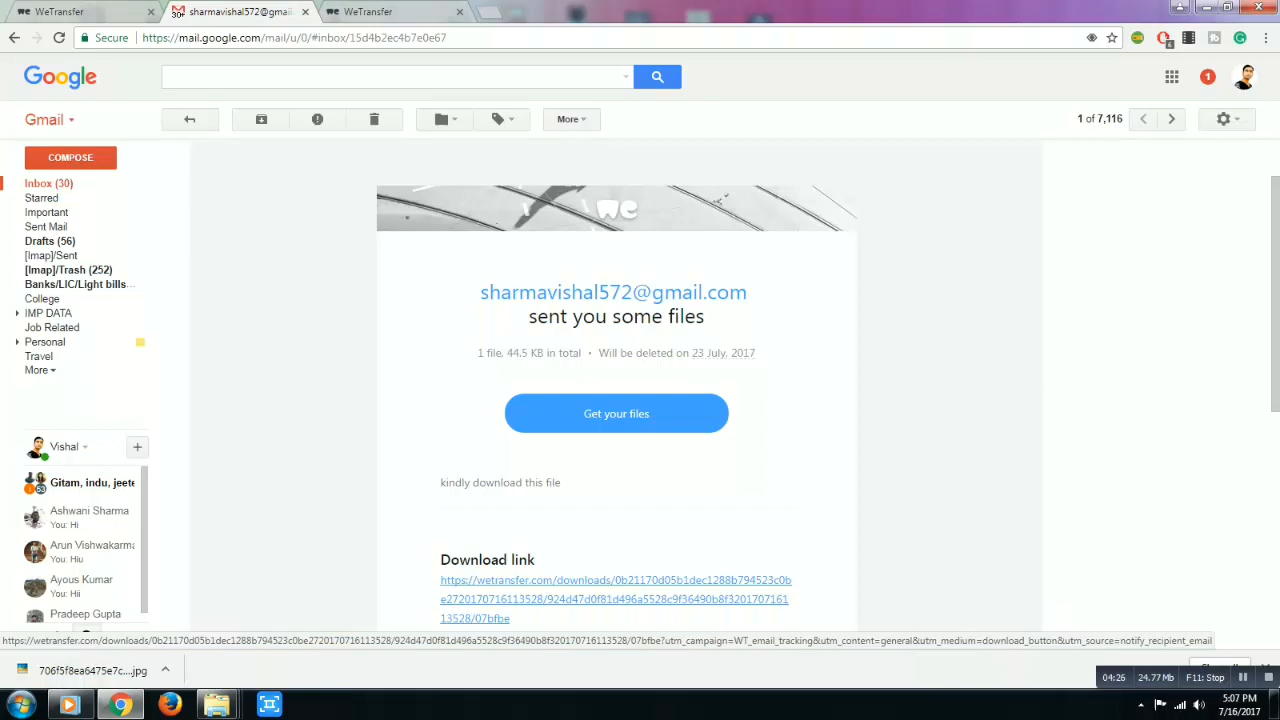 WeTransfer
sharmavishal572@gmail
WeTransfer
Secure
https://mail.google.com/mail/u/0/#inbox/15d4b2ec4b7e0e67
Google
1
Gmail
More
1 of 7,116
COMPOSE
Inbox (30)
Starred
Important
Sent Mail
Drafts (56)
[Imap]/Sent
[Imap]/Trash (252)
Banks/LIC/Light bills...
College
IMP DATA
Job Related
Personal
Travel
More
we
sharmavishal572@gmail.com
sent you some files
1 file, 44.5 KB in total • Will be deleted on 23 July, 2017
Get your files
kindly download this file
Download link
https://wetransfer.com/downloads/0b21170d05b1dec1288b794523c0b
e2720170716113528/924d47d0f81d496a5528c9f36490b8f3201707161
13528/07bfbe
Vishal
Gitam, indu, jeete
Ashwani Sharma
You: Hi
Arun Vishwakarma
You: Hiu
Ayous Kumar
You: Hii
Pradeep Gupta
https://wetransfer.com/downloads/0b21170d05b1dec1288b794523c0be2720170716113528/924d47d0f81d496a5528c9f36490b8f320170716113528/07bfbe?utm_campaign=WT_email_tracking&utm_content=general&utm_medium=download_button&utm_source=notify_recipient_email
706f5f8ea6475e7c....jpg
04:26
24.77 Mb
F11: Stop
5:07 PM
7/16/2017